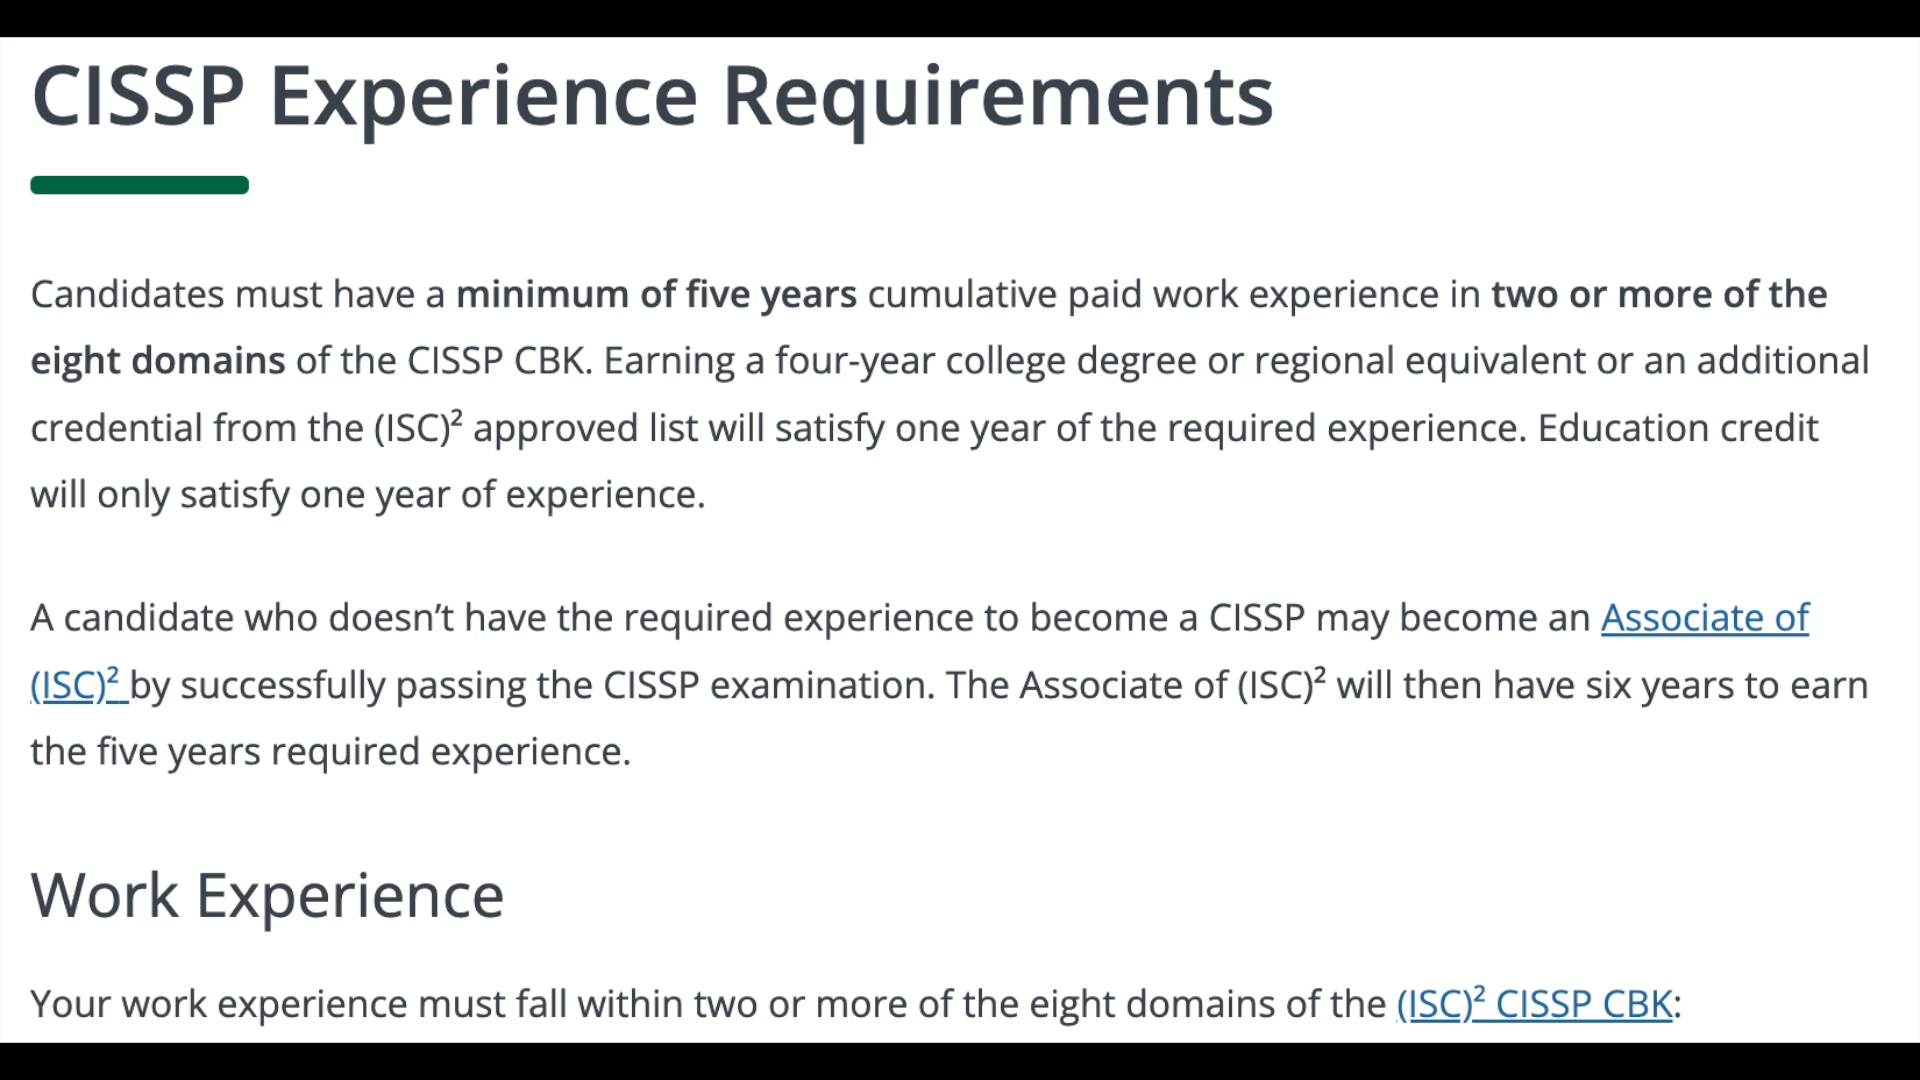 CISSP Experience Requirements
Candidates must have a minimum of five years cumulative paid work experience in two or more of the
eight domains of the CISSP CBK. Earning a four-year college degree or regional equivalent or an additional
credential from the (ISC)² approved list will satisfy one year of the required experience. Education credit
will only satisfy one year of experience.
A candidate who doesn’t have the required experience to become a CISSP may become an Associate of
(ISC)² by successfully passing the CISSP examination. The Associate of (ISC)² will then have six years to earn
the five years required experience.
Work Experience
Your work experience must fall within two or more of the eight domains of the (ISC)² CISSP CBK: